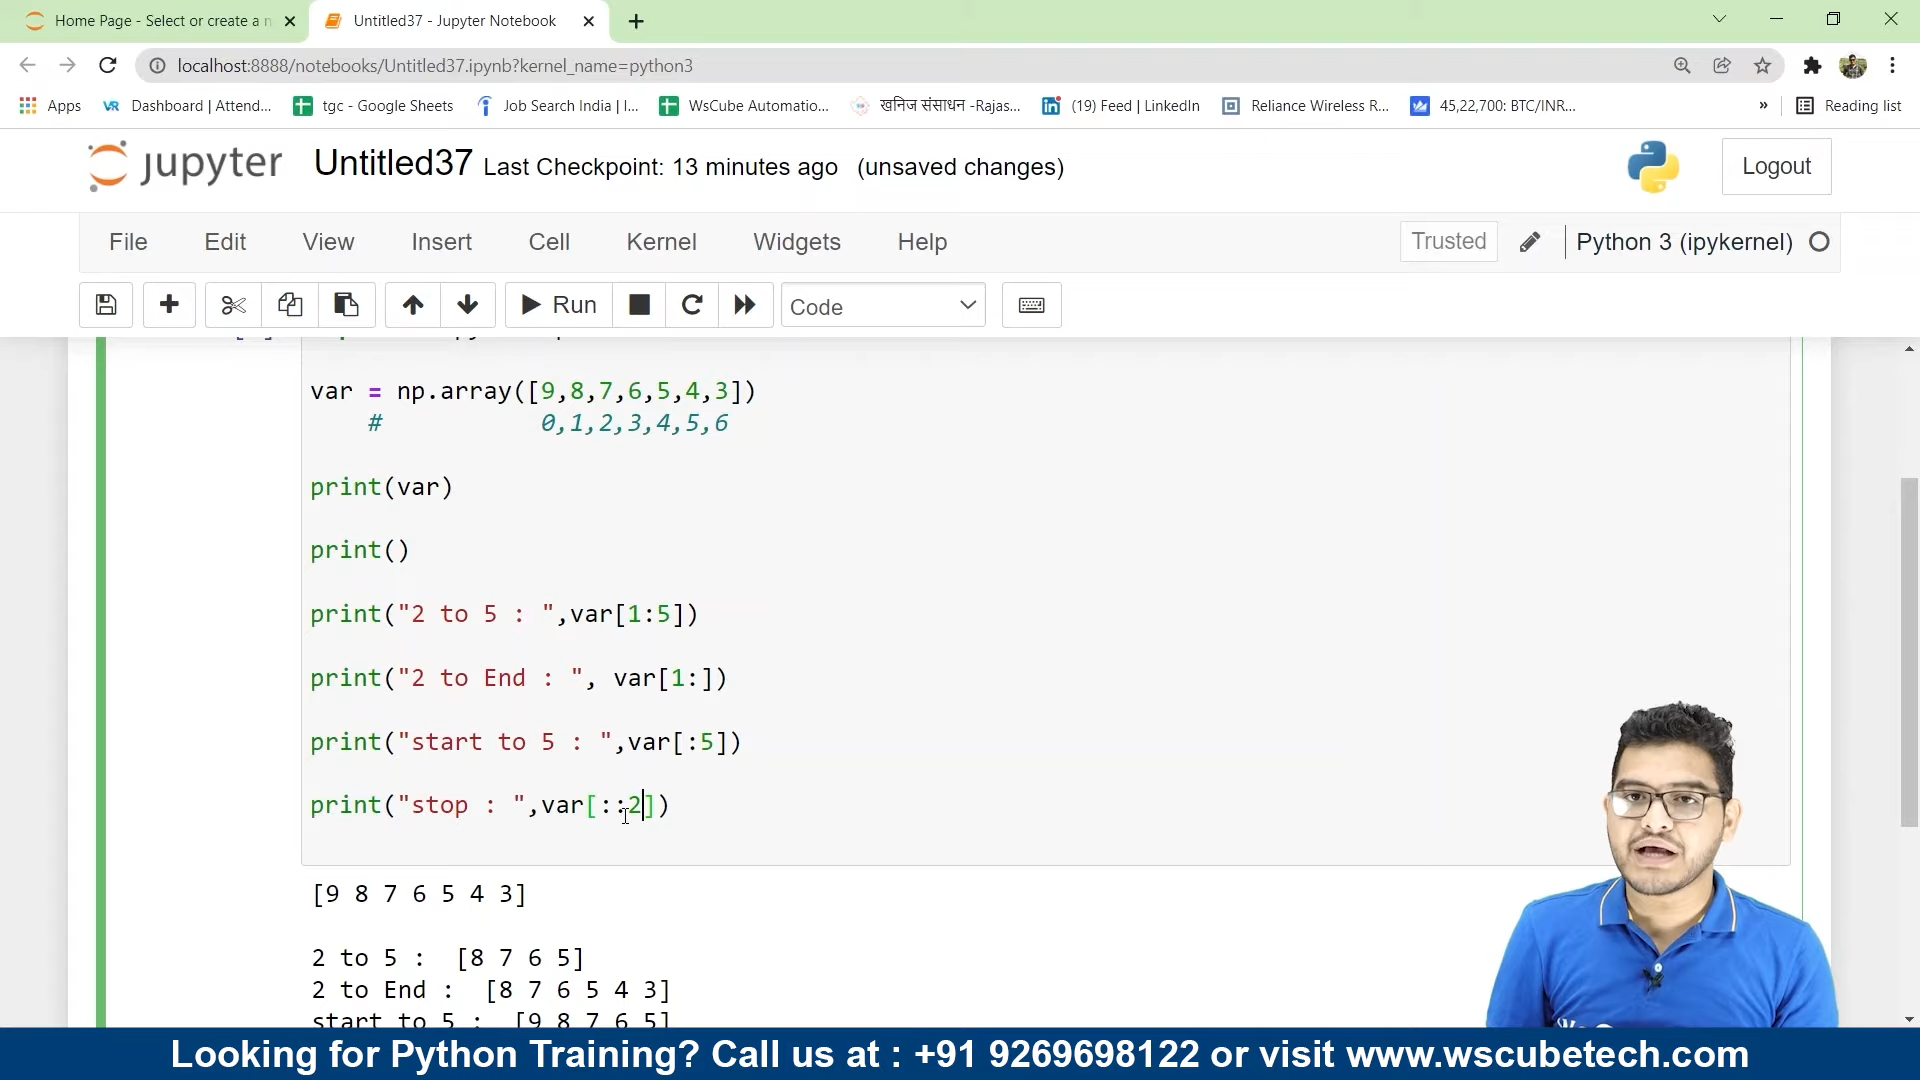 Home Page - Select or create a n
Untitled37 - Jupyter Notebook
localhost:8888/notebooks/Untitled37.ipynb?kernel_name=python3
Apps
Dashboard | Attend...
tgc - Google Sheets
Job Search India | I...
WsCube Automatio...
खनिज संसाधन -Rajas...
(19) Feed | LinkedIn
Reliance Wireless R...
45,22,700: BTC/INR...
»
Reading list
jupyter
Untitled37 Last Checkpoint: 13 minutes ago (unsaved changes)
Logout
File Edit View Insert Cell Kernel Widgets Help
Trusted
Python 3 (ipykernel)
Run
Code
var = np.array([9,8,7,6,5,4,3])
# 0,1,2,3,4,5,6
print(var)
print()
print("2 to 5 : ",var[1:5])
print("2 to End : ", var[1:])
print("start to 5 : ",var[:5])
print("stop : ",var[::2])
[9 8 7 6 5 4 3]
2 to 5 : [8 7 6 5]
2 to End : [8 7 6 5 4 3]
start to 5 : [9 8 7 6 5]
Looking for Python Training? Call us at : +91 9269698122 or visit www.wscubetech.com